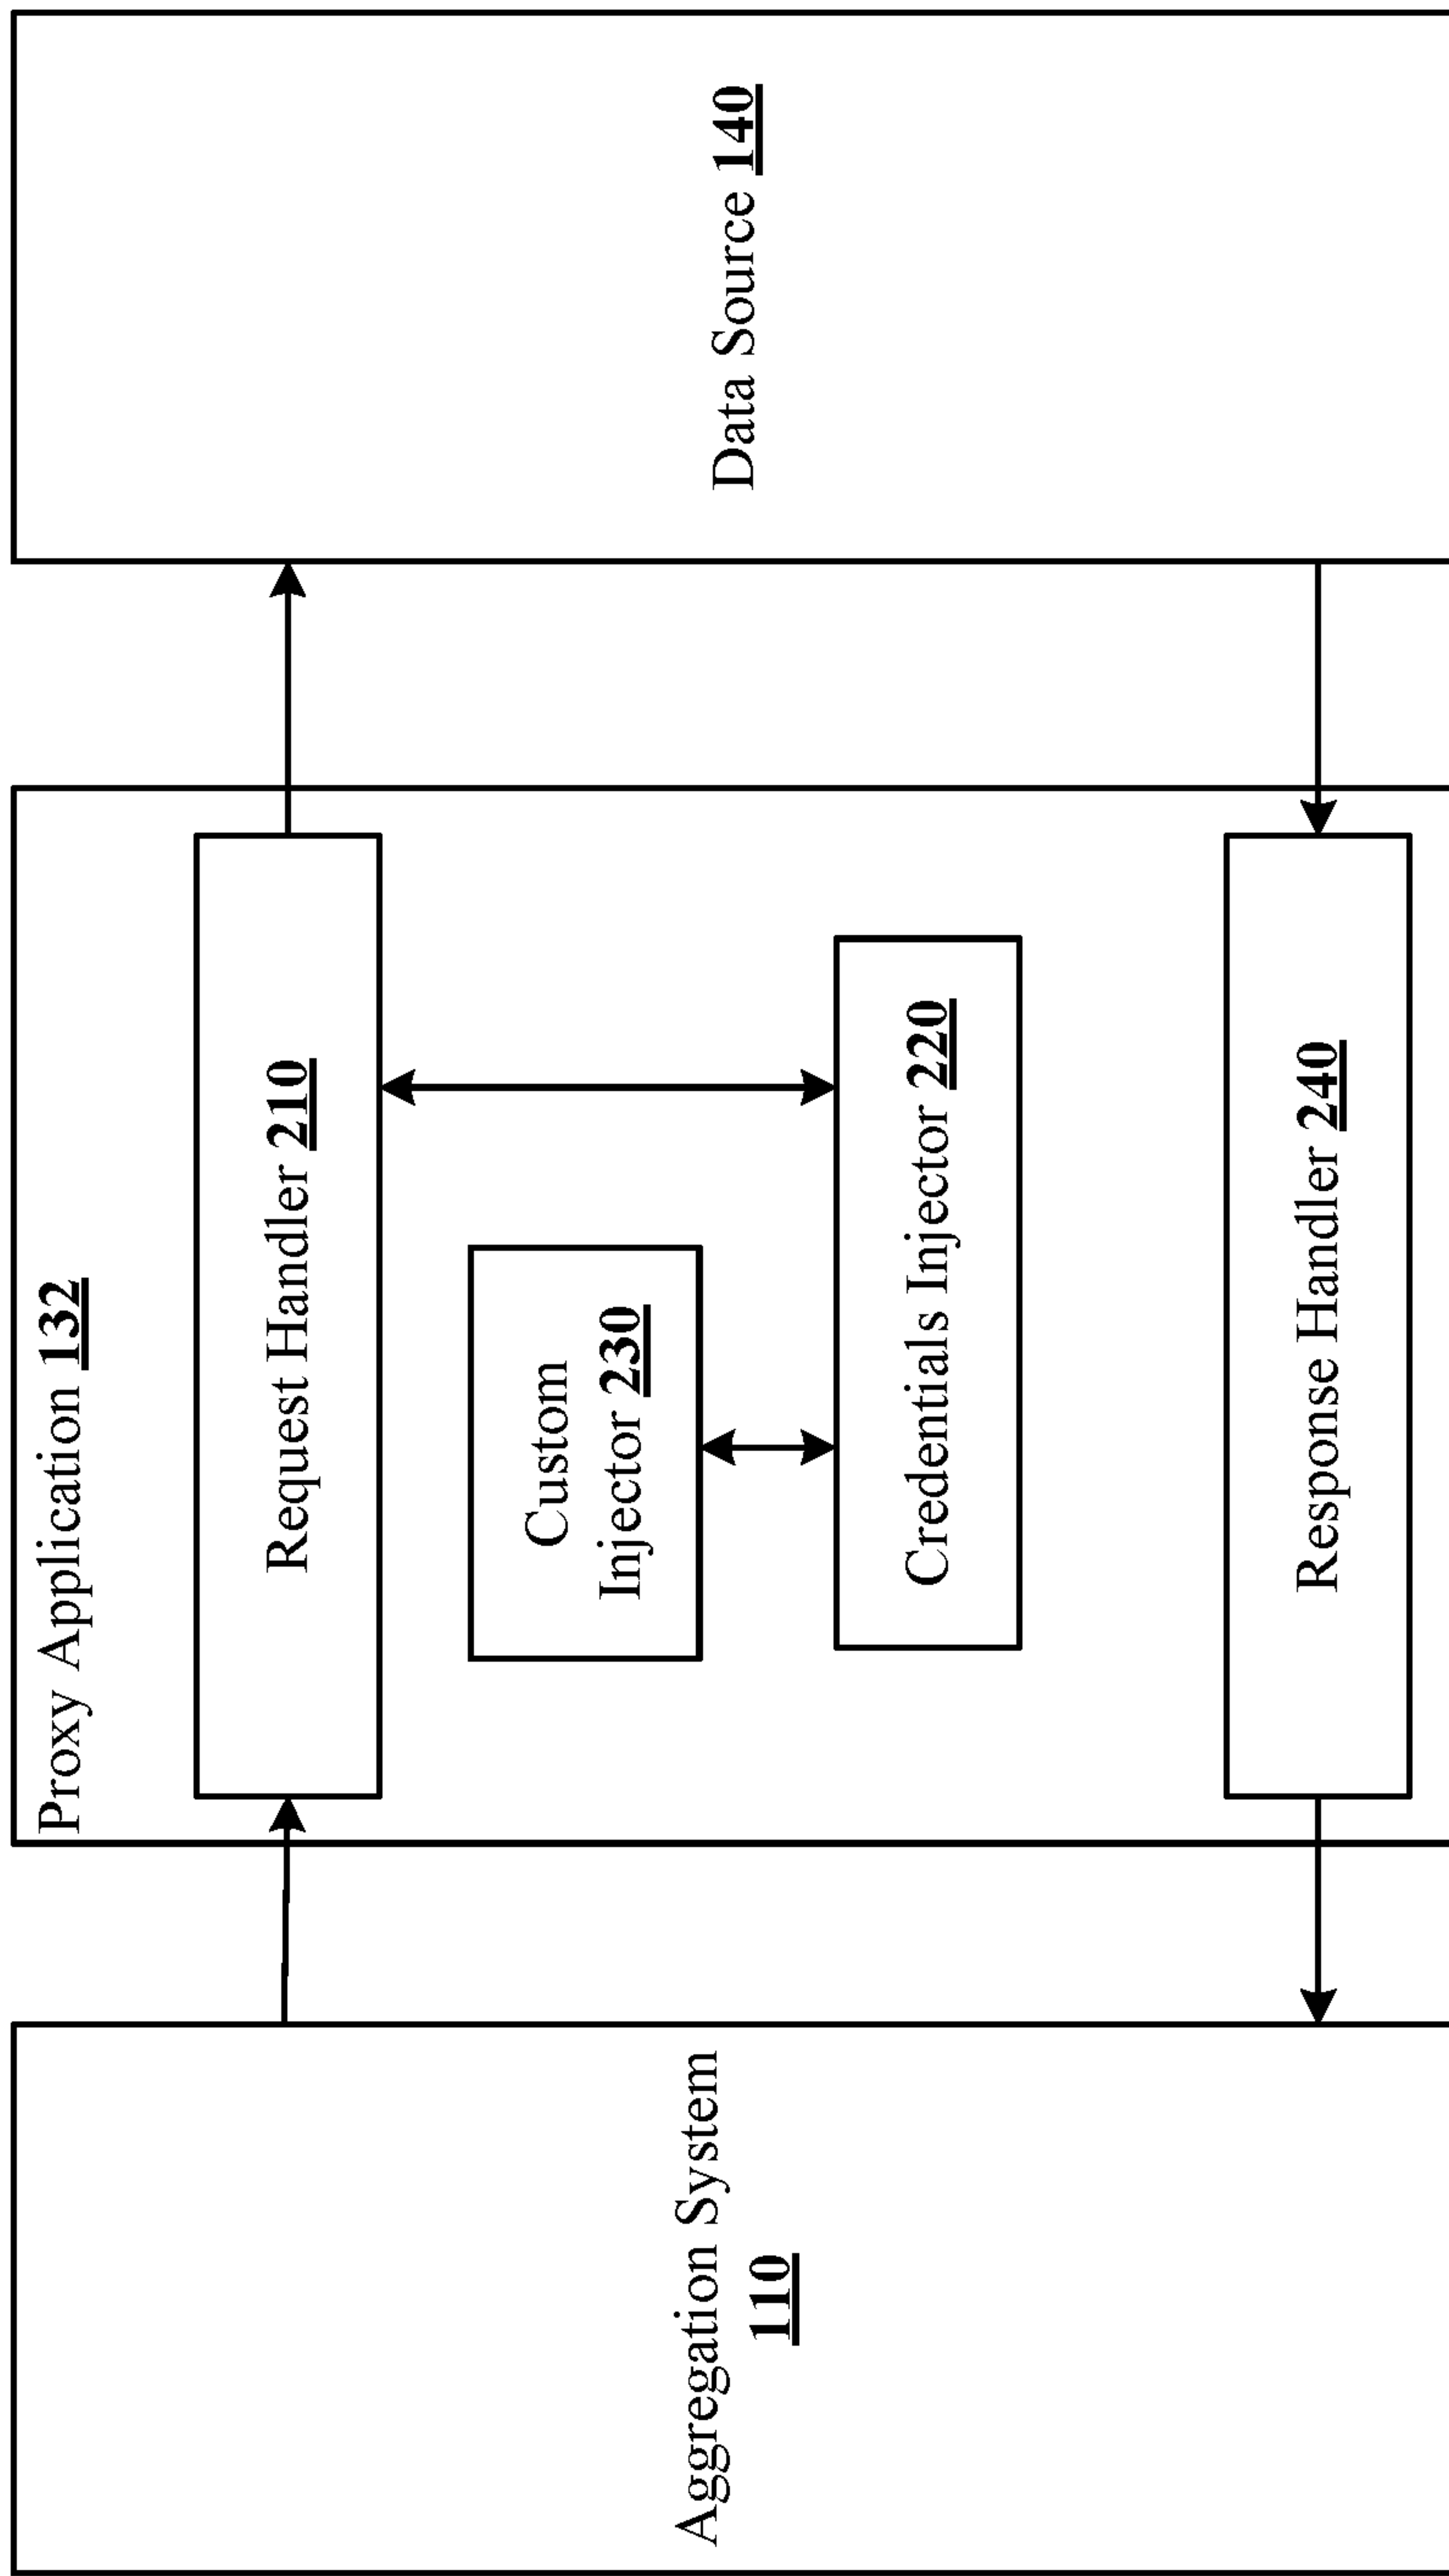 Aggregation System
110
Proxy Application 132
Request Handler 210
Custom
Injector 230
Credentials Injector 220
Response Handler 240
Data Source 140